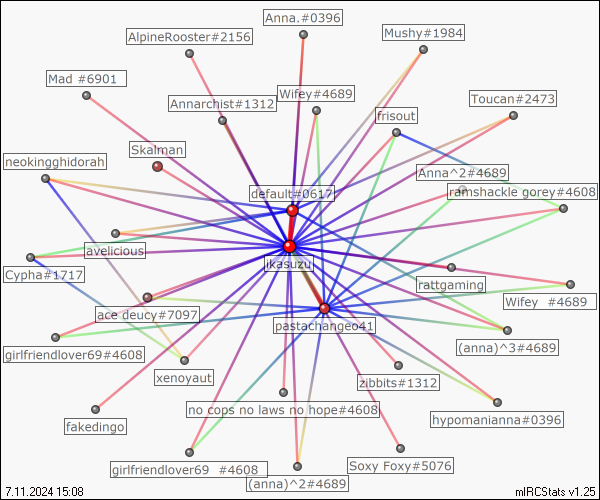 Anna.#0396
AlpineRooster#2156
Mushy#1984
Mad #6901
Wifey#4689
Toucan#2473
Annarchist#1312
frisout
Skalman
neokingghidorah
Anna^2#4689
default#0617
ramshackle gorey#4608
avelicious
ikasuzu
Cypha#1717
rattgaming
Wifey  #4689
ace deucy#7097
pastachangeo41
girlfriendlover69#4608
(anna)^3#4689
xenoyaut
zibbits#1312
no cops no laws no hope#4608
hypomanianna#0396
fakedingo
girlfriendlover69  #4608
Soxy Foxy#5076
(anna)^2#4689
7.11.2024 15:08
mIRCStats v1.25